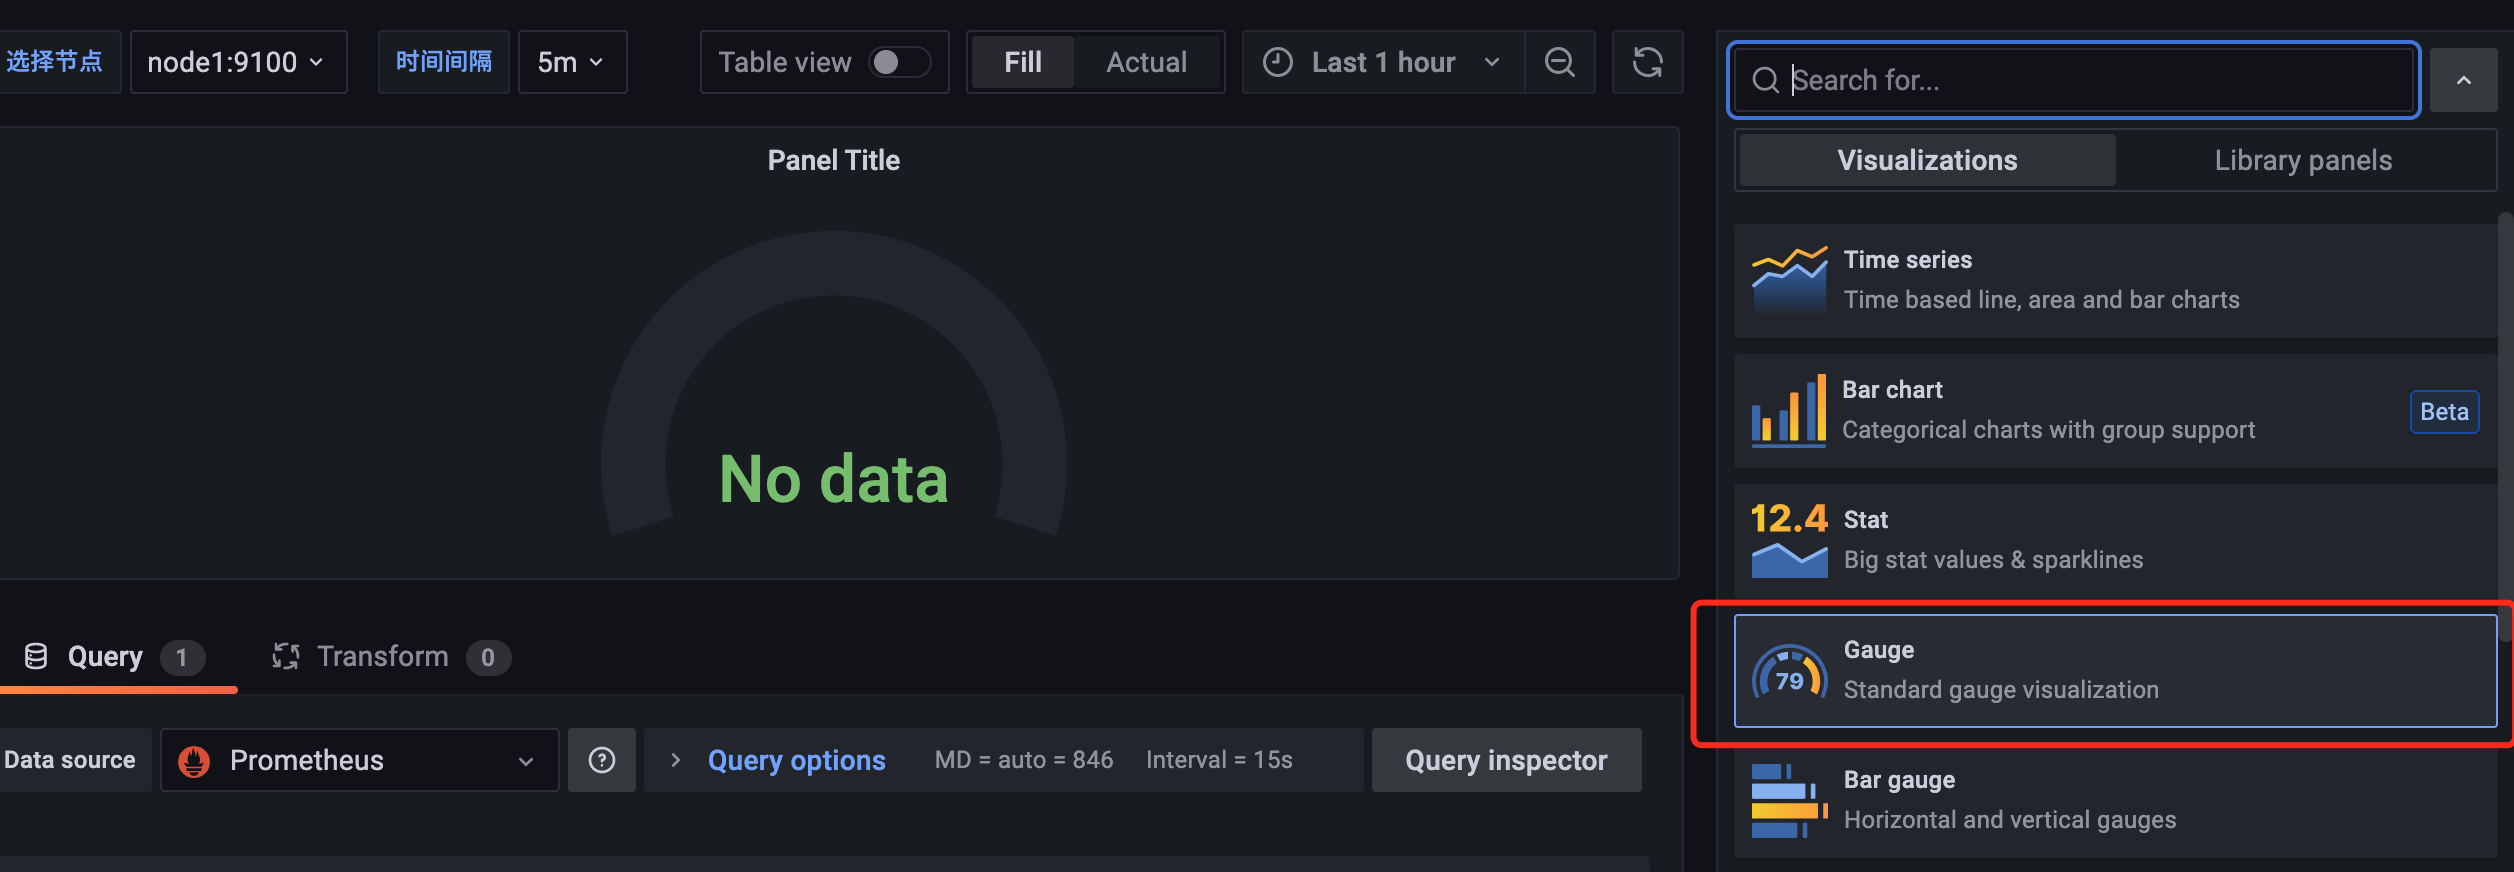 选择节点 node1:9100 时间间隔 5m Table view Fill Actual Last 1 hour
Panel Title
No data
Query 1 Transform 0
Data source Prometheus Query options MD = auto = 846 Interval = 15s Query inspector
Search for...
Visualizations Library panels
Time series
Time based line, area and bar charts
Bar chart
Categorical charts with group support
Beta
12.4 Stat
Big stat values & sparklines
Gauge
79
Standard gauge visualization
Bar gauge
Horizontal and vertical gauges